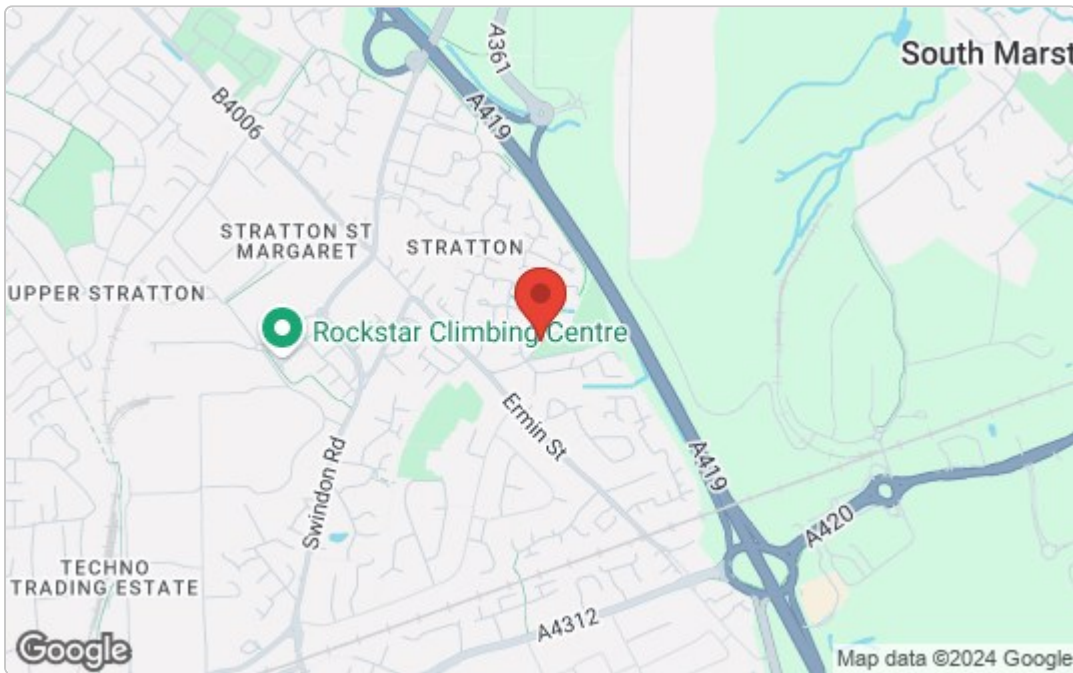 South Marst
A361
A419
B4006
STRATTON ST
MARGARET
STRATTON
UPPER STRATTON
Rockstar Climbing Centre
Ermin St
Swindon Rd
A419
A420
TECHNO
TRADING ESTATE
A4312
Google
Map data ©2024 Google